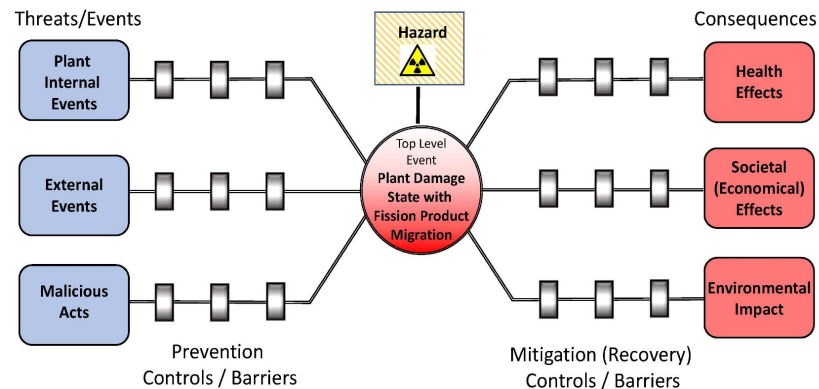 Threats/Events
Hazard
Consequences
Plant
Internal
Events
Health
Effects
Top Level
Event
Plant Damage
State with
Fission Product
Migration
External
Events
Societal
(Economical)
Effects
Malicious
Acts
Environmental
Impact
Prevention
Controls / Barriers
Mitigation (Recovery)
Controls / Barriers